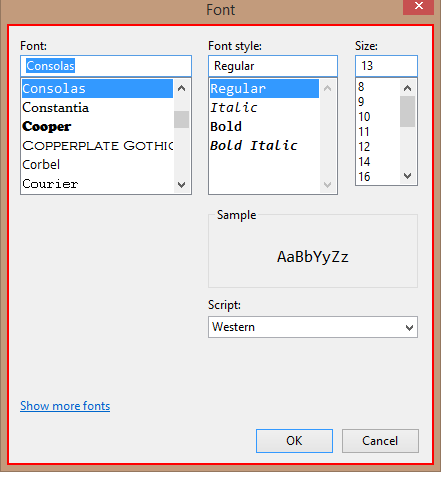 Font
Font:
Consolas
Consolas
Constantia
Cooper
Copperplate Gothic
Corbel
Courier
Font style:
Regular
Regular
Italic
Bold
Bold Italic
Size:
13
8
9
10
11
12
14
16
Sample
AaBbYyZz
Script:
Western
Show more fonts
OK
Cancel